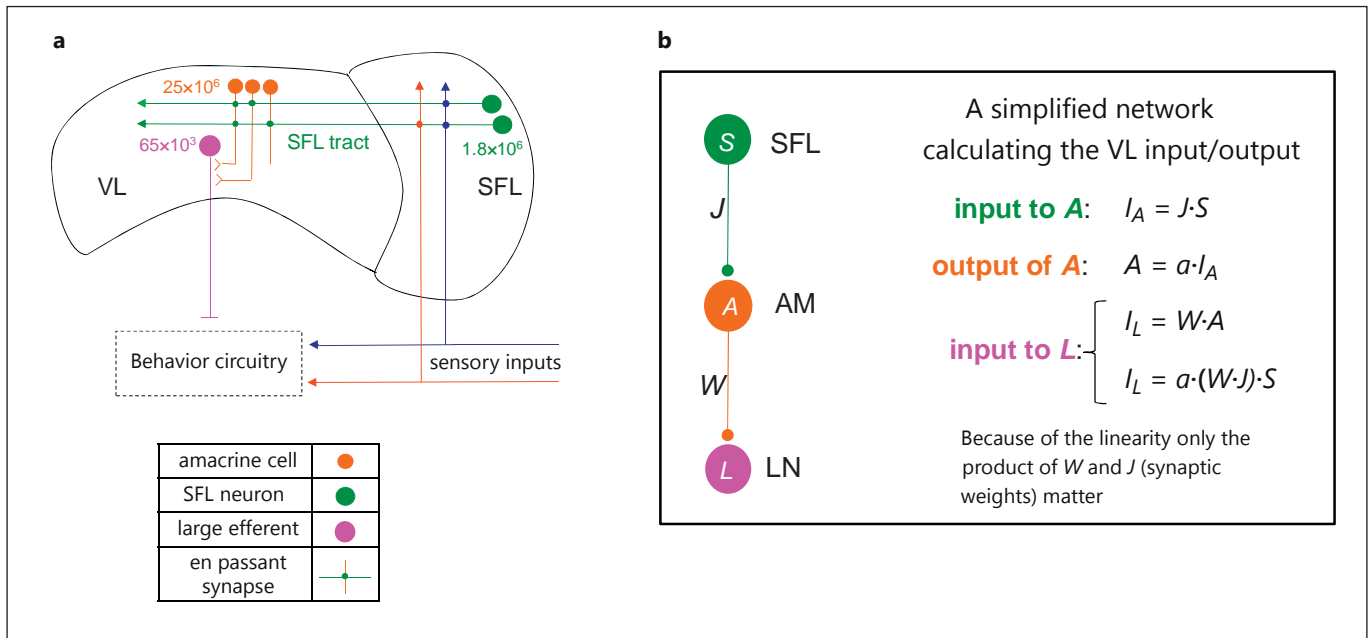 a
25×10⁶
65×10³
SFL tract
1.8×10⁶
VL
SFL
Behavior circuitry
sensory inputs
amacrine cell
SFL neuron
large efferent
en passant
synapse
b
A simplified network
calculating the VL input/output
S
SFL
J
input to A: I_A = J·S
output of A: A = a·I_A
A
AM
I_L = W·A
input to L:
I_L = a·(W·J)·S
W
L
LN
Because of the linearity only the
product of W and J (synaptic
weights) matter